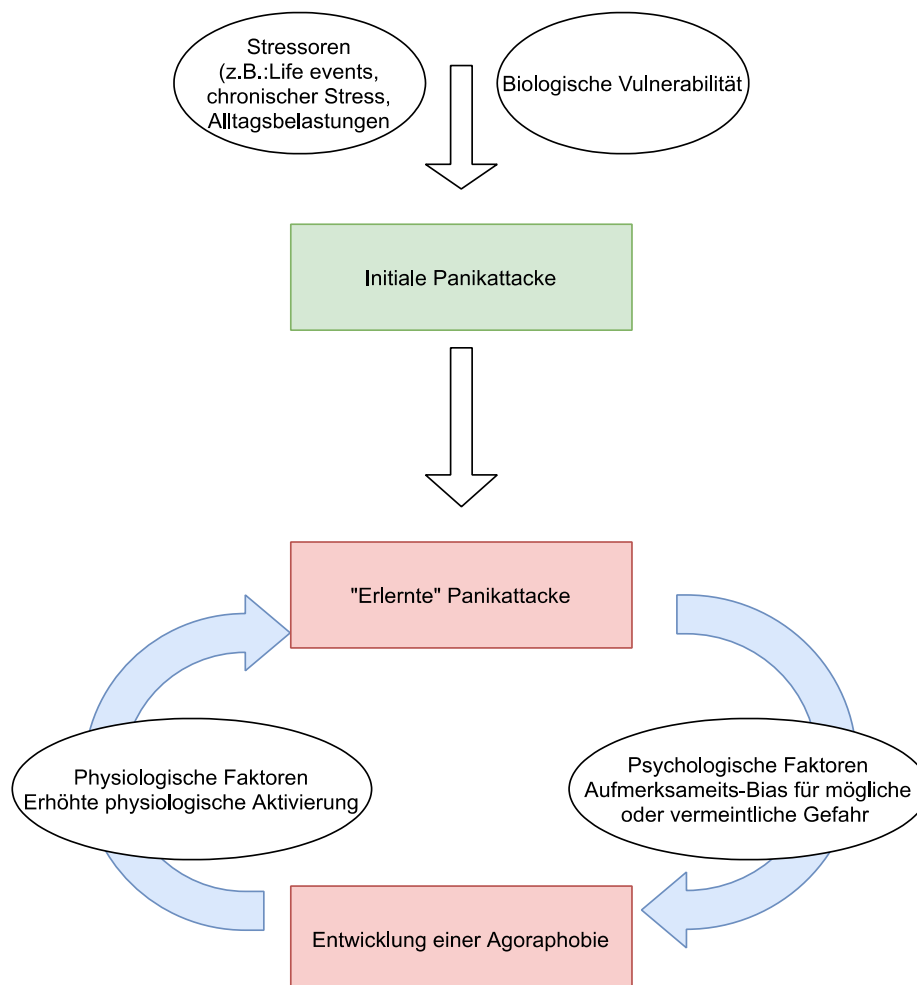 Stressoren
(z.B.:Life events,
chronischer Stress,
Alltagsbelastungen
Biologische Vulnerabilität
Initiale Panikattacke
"Erlernte" Panikattacke
Physiologische Faktoren
Erhöhte physiologische Aktivierung
Psychologische Faktoren
Aufmerksameits-Bias für mögliche
oder vermeintliche Gefahr
Entwicklung einer Agoraphobie